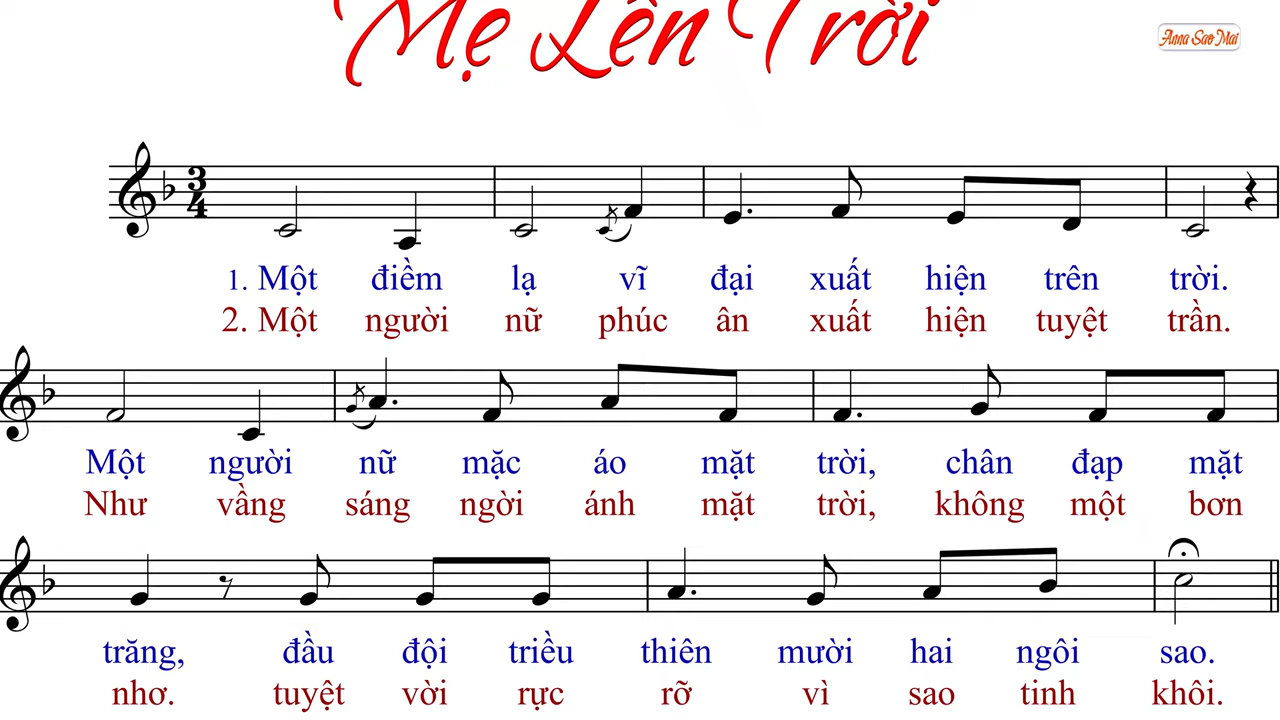 Mẹ Lên Trời
Anna Sao Mai
3
4
1. Một điềm lạ vĩ đại xuất hiện trên trời.
2. Một người nữ phúc ân xuất hiện tuyệt trần.
Một người nữ mặc áo mặt trời, chân đạp mặt
Như vầng sáng ngời ánh mặt trời, không một bơn
trăng, đầu đội triều thiên mười hai ngôi sao.
nhơ. tuyệt vời rực rỡ vì sao tinh khôi.